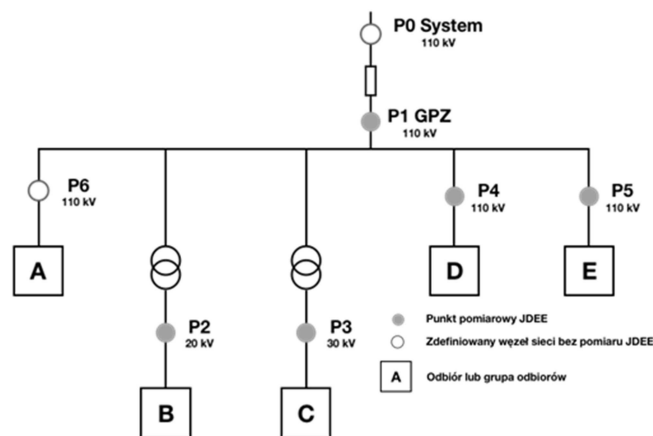 P0 System
110 kV
P1 GPZ
110 kV
P6
110 kV
P4
110 kV
P5
110 kV
A
D
E
P2
20 kV
P3
30 kV
Punkt pomiarowy JDEE
Zdefiniowany węzeł sieci bez pomiaru JDEE
A
Odbiór lub grupa odbiorów
B
C